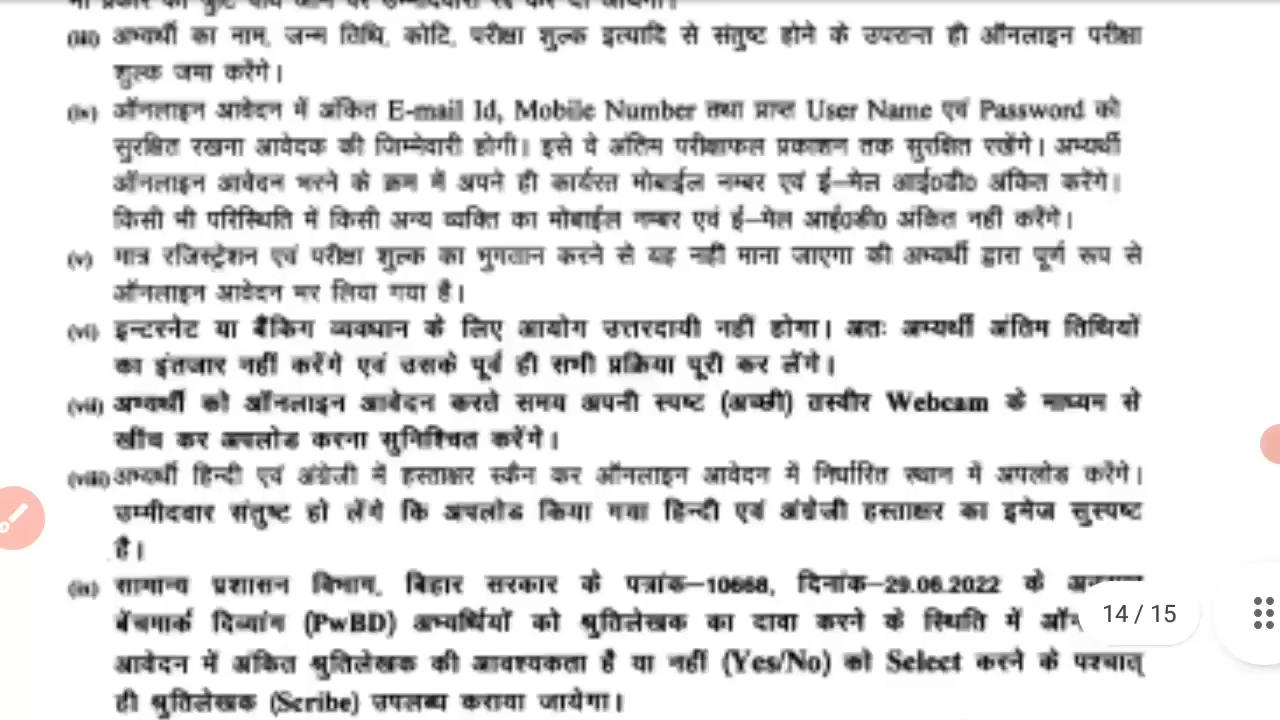 भी प्रकार की त्रुटि पाये जाने पर उम्मीदवारी रद्द कर दी जायेगी।
(iii) अभ्यर्थी का नाम, जन्म तिथि, कोटि, परीक्षा शुल्क इत्यादि से संतुष्ट होने के उपरान्त ही ऑनलाइन परीक्षा
शुल्क जमा करेंगे।
(iv) ऑनलाइन आवेदन में अंकित E-mail Id, Mobile Number तथा प्राप्त User Name एवं Password को
सुरक्षित रखना आवेदक की जिम्मेवारी होगी। इसे वे अंतिम परीक्षाफल प्रकाशन तक सुरक्षित रखेंगे। अभ्यर्थी
ऑनलाइन आवेदन भरने के क्रम में अपने ही कार्यरत मोबाईल नम्बर एवं ई–मेल आई0डी0 अंकित करेंगे।
किसी भी परिस्थिति में किसी अन्य व्यक्ति का मोबाईल नम्बर एवं ई–मेल आई0डी0 अंकित नहीं करेंगे।
(v) मात्र रजिस्ट्रेशन एवं परीक्षा शुल्क का भुगतान करने से यह नहीं माना जाएगा की अभ्यर्थी द्वारा पूर्ण रूप से
ऑनलाइन आवेदन भर लिया गया है।
(vi) इन्टरनेट या बैंकिग व्यवधान के लिए आयोग उत्तरदायी नहीं होगा। अतः अभ्यर्थी अंतिम तिथियों
का इंतजार नहीं करेंगे एवं उसके पूर्व ही सभी प्रक्रिया पूरी कर लेंगे।
(vii) अभ्यर्थी को ऑनलाइन आवेदन करते समय अपनी स्पष्ट (अच्छी) तस्वीर Webcam के माध्यम से
खींच कर अपलोड करना सुनिश्चित करेंगे।
(viii) अभ्यर्थी हिन्दी एवं अंग्रेजी में हस्ताक्षर स्कैन कर ऑनलाइन आवेदन में निर्धारित स्थान में अपलोड करेंगे।
उम्मीदवार संतुष्ट हो लेंगे कि अपलोड किया गया हिन्दी एवं अंग्रेजी हस्ताक्षर का इमेज सुस्पष्ट
है।
(ix) सामान्य प्रशासन विभाग, बिहार सरकार के पत्रांक–10668, दिनांक–29.06.2022 के
बेंचमार्क दिव्यांग (PwBD) अभ्यर्थियों को श्रुतिलेखक का दावा करने के स्थिति में
आवेदन में अंकित श्रुतिलेखक की आवश्यकता है या नहीं (Yes/No) को Select करने के पश्चात्
ही श्रुतिलेखक (Scribe) उपलब्ध कराया जायेगा।
14 / 15